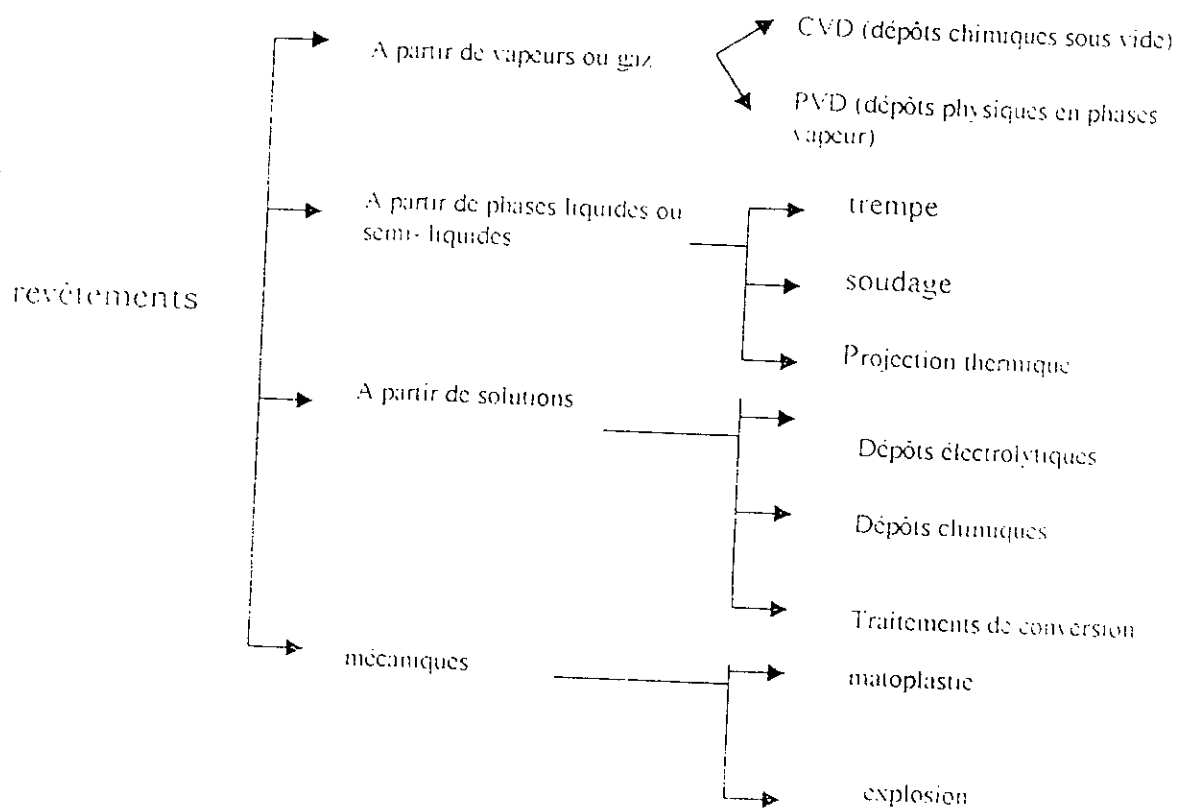 A partir de vapeurs ou gaz
CVD (dépôts chimiques sous vide)
PVD (dépôts physiques en phases
vapeur)
A partir de phases liquides ou
semi- liquides
trempe
soudage
Projection thermique
revêtements
A partir de solutions
Dépôts électrolytiques
Dépôts chimiques
Traitements de conversion
mécaniques
matoplastie
explosion